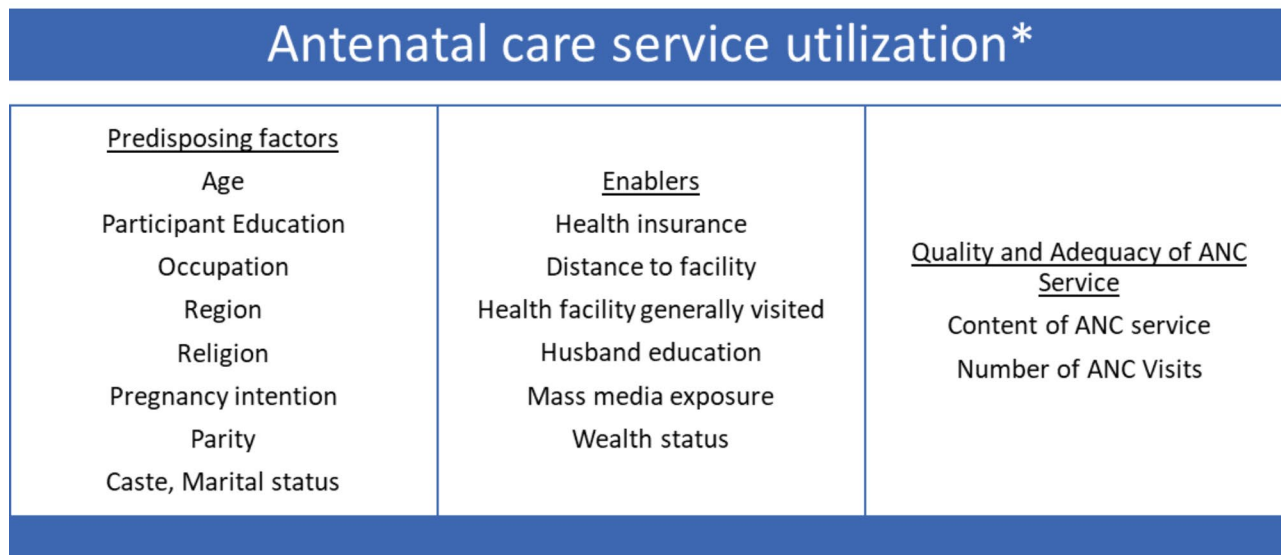 Antenatal care service utilization*
Predisposing factors
Age
Participant Education
Occupation
Region
Religion
Pregnancy intention
Parity
Caste, Marital status
Enablers
Health insurance
Distance to facility
Health facility generally visited
Husband education
Mass media exposure
Wealth status
Quality and Adequacy of ANC
Service
Content of ANC service
Number of ANC Visits